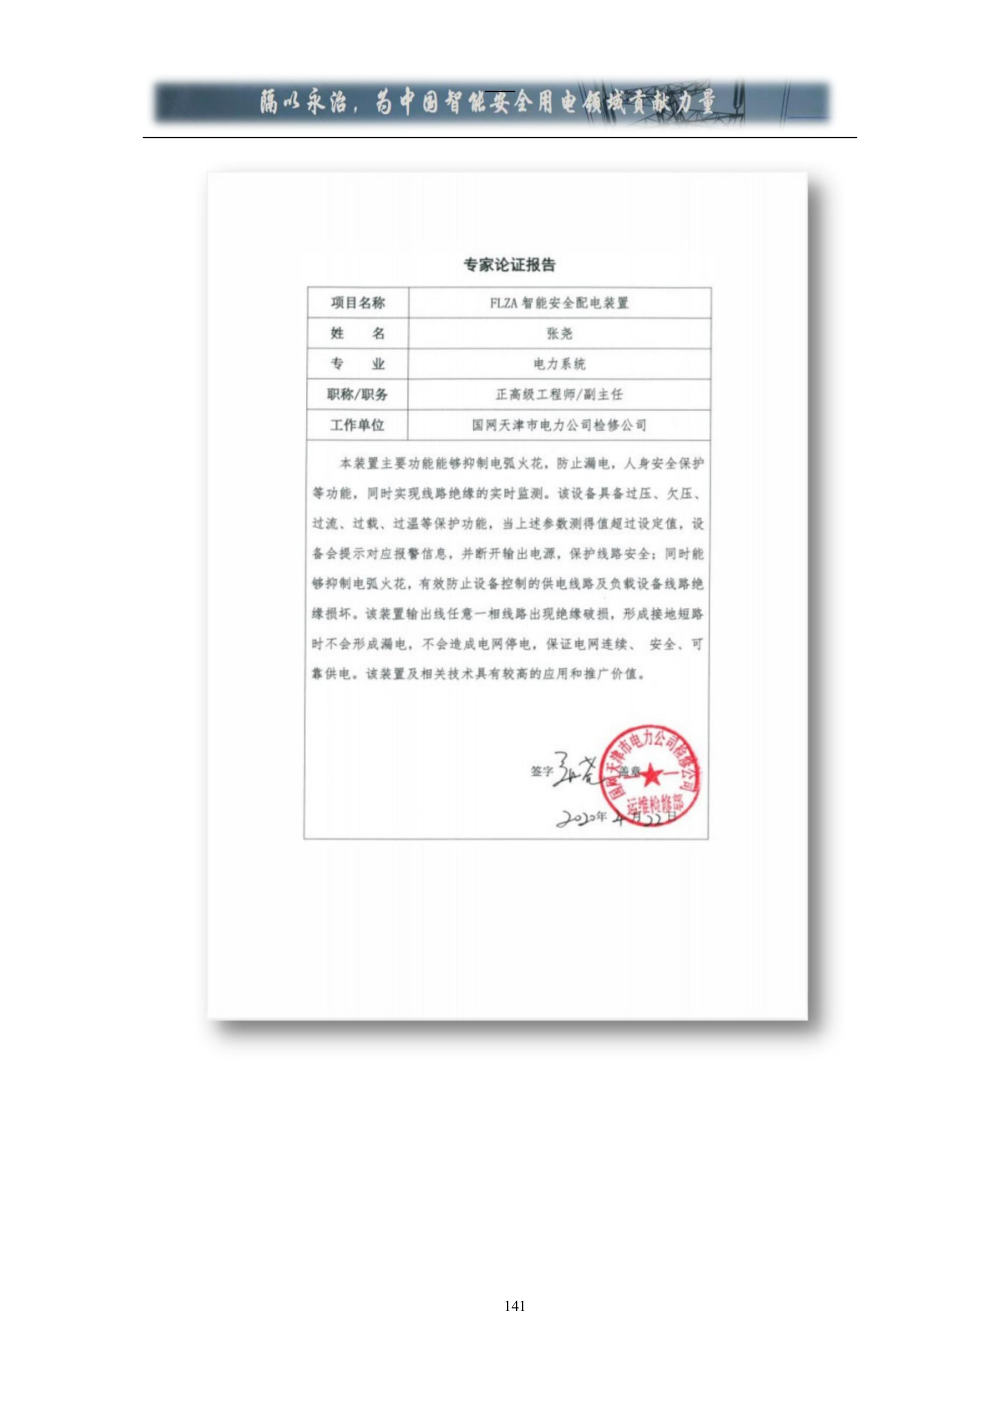 隔以永治，为中国智能安全用电领域贡献力量
专家论证报告
项目名称 FLZA 智能安全配电装置
姓 名 张尧
专 业 电力系统
职称/职务 正高级工程师/副主任
工作单位 国网天津市电力公司检修公司
本装置主要功能能够抑制电弧火花，防止漏电，人身安全保护
等功能，同时实现线路绝缘的实时监测。该设备具备过压、欠压、
过流、过载、过温等保护功能，当上述参数测得值超过设定值，设
备会提示对应报警信息，并断开输出电源，保护线路安全；同时能
够抑制电弧火花，有效防止设备控制的供电线路及负载设备线路绝
缘损坏。该装置输出线任意一相线路出现绝缘破损，形成接地短路
时不会形成漏电，不会造成电网停电，保证电网连续、 安全、可
靠供电。该装置及相关技术具有较高的应用和推广价值。
国网天津市电力公司检修公司
签字 张尧 盖章
运维检修部
2020年 4月22日
141